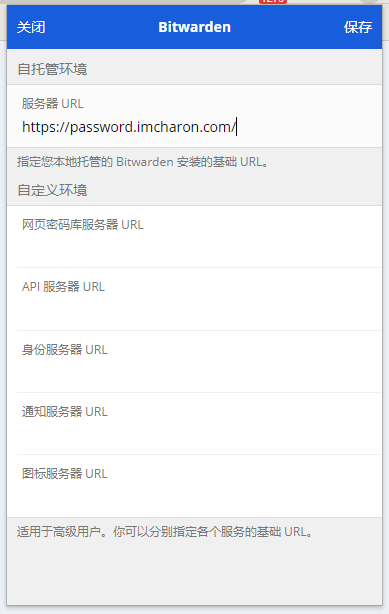 关闭 Bitwarden 保存
自托管环境
服务器 URL
https://password.imcharon.com/
指定您本地托管的 Bitwarden 安装的基础 URL。
自定义环境
网页密码库服务器 URL
API 服务器 URL
身份服务器 URL
通知服务器 URL
图标服务器 URL
适用于高级用户。你可以分别指定各个服务的基础 URL。